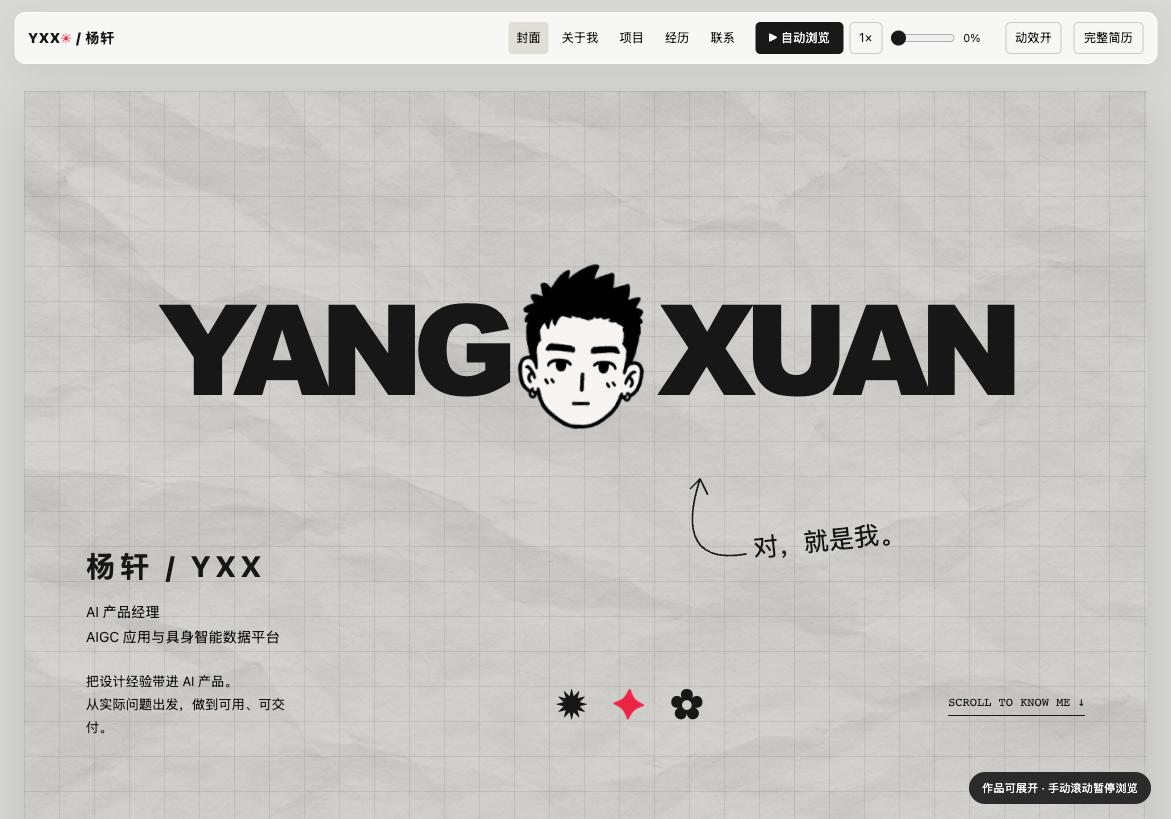 YXX✳ / 杨轩
封面 关于我 项目 经历 联系 ▶ 自动浏览 1× 0% 动效开 完整简历
YANG XUAN
对，就是我。
杨轩 / YXX
AI 产品经理
AIGC 应用与具身智能数据平台
把设计经验带进 AI 产品。
从实际问题出发，做到可用、可交
付。
SCROLL TO KNOW ME ↓
作品可展开 · 手动滚动暂停浏览